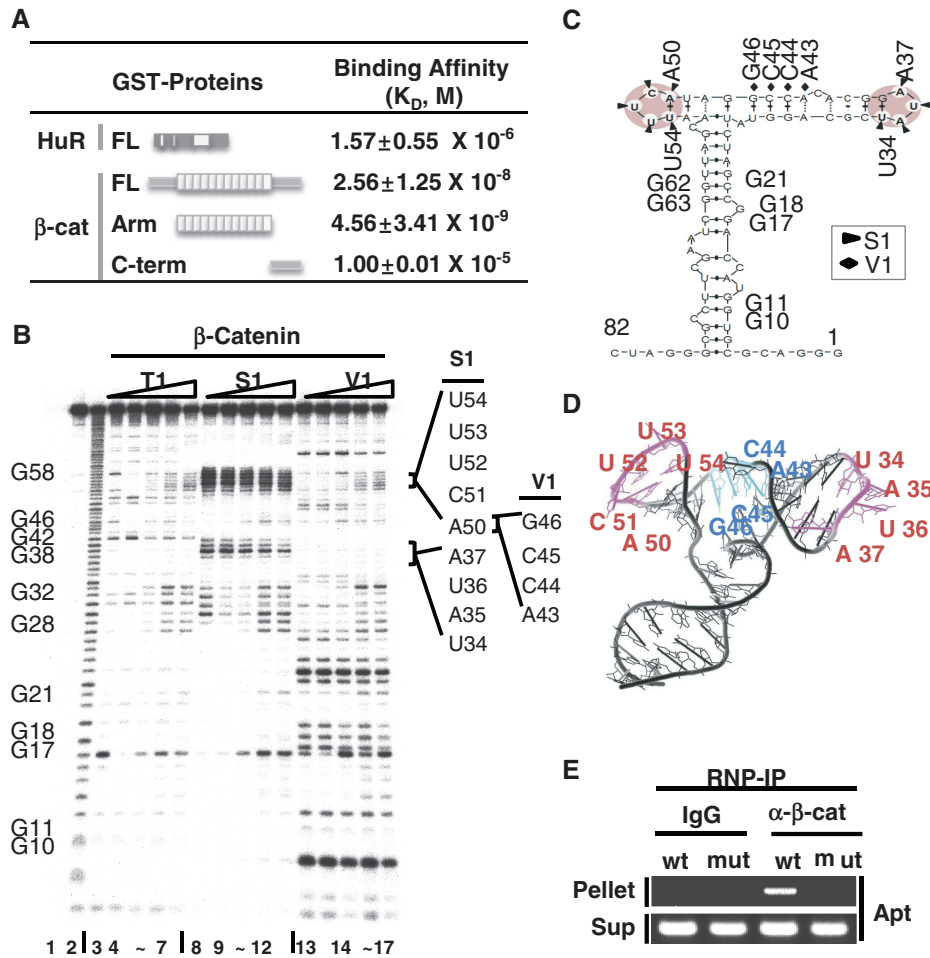 A
GST-Proteins
Binding Affinity
(K_D, M)
HuR
FL
1.57±0.55 X 10⁻⁶
β-cat
FL
2.56±1.25 X 10⁻⁸
Arm
4.56±3.41 X 10⁻⁹
C-term
1.00±0.01 X 10⁻⁵
B
β-Catenin
T1
S1
V1
G58
G46
G42
G38
G32
G28
G21
G18
G17
G11
G10
1 2 3 4 ~ 7 8 9 ~ 12 13 14 ~17
S1
U54
U53
U52
C51
A50
A37
U36
A35
U34
V1
G46
C45
C44
A43
C
A50
G46
C45
C44
A43
A37
U54
U34
G62
G63
G21
G18
G17
G11
G10
82
1
C-U-A-G-G-G-G-C-G-C-A-G-G-G
S1
V1
D
U 53
U 52
U 54
C 51
A 50
C44
A43
C45
G46
U 34
A 35
U 36
A 37
E
RNP-IP
IgG
α-β-cat
wt
mut
wt
m ut
Pellet
Sup
Apt